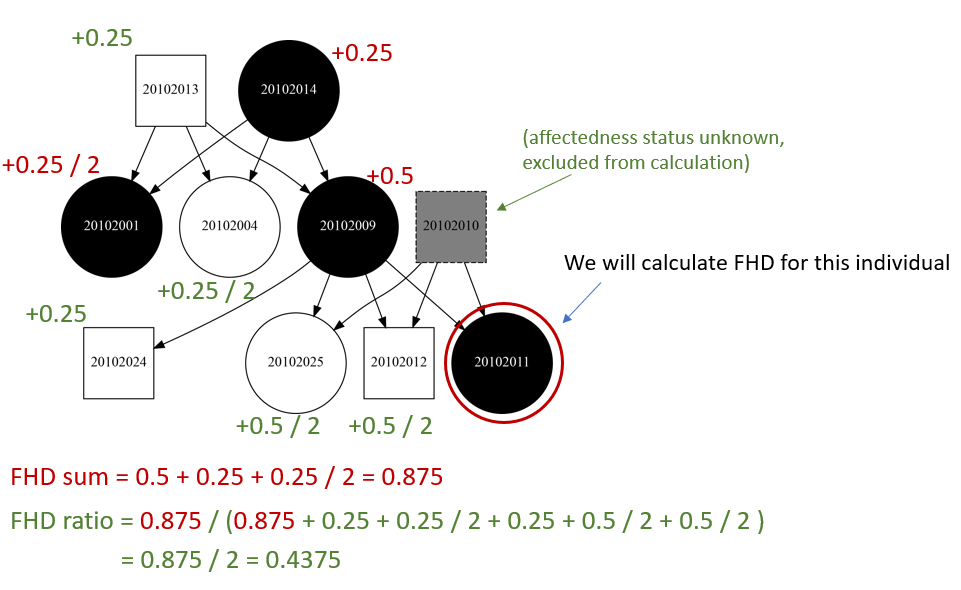 +0.25
20102013
20102014
+0.25
(affectedness status unknown,
excluded from calculation)
+0.25 / 2
+0.5
20102001
20102004
20102009
20102010
We will calculate FHD for this individual
+0.25 / 2
+0.25
20102024
20102025
20102012
20102011
+0.5 / 2
+0.5 / 2
FHD sum = 0.5 + 0.25 + 0.25 / 2 = 0.875
FHD ratio = 0.875 / (0.875 + 0.25 + 0.25 / 2 + 0.25 + 0.5 / 2 + 0.5 / 2 )
= 0.875 / 2 = 0.4375